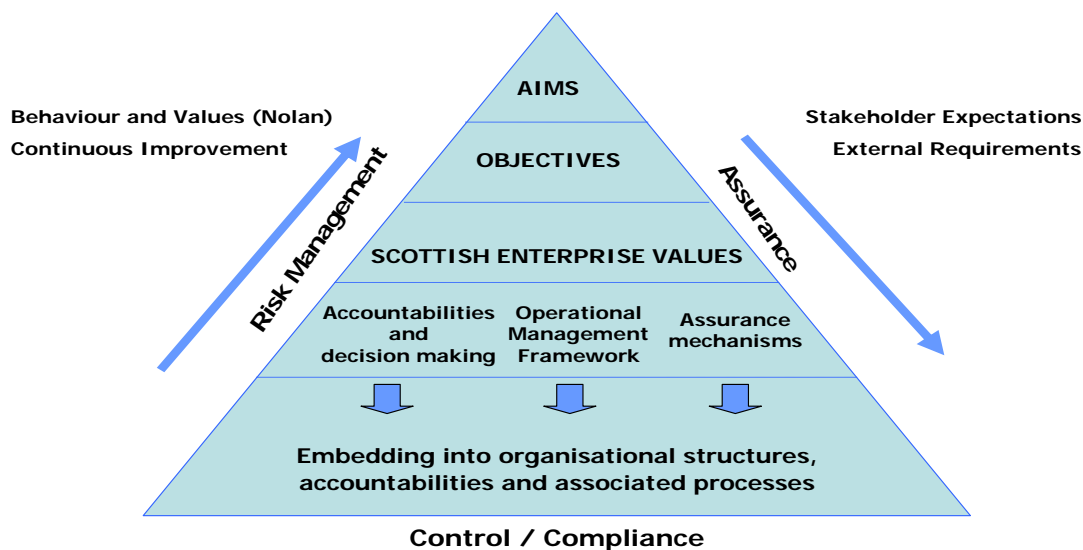 AIMS
Behaviour and Values (Nolan)
Continuous Improvement
Stakeholder Expectations
External Requirements
OBJECTIVES
Risk Management
Assurance
SCOTTISH ENTERPRISE VALUES
Accountabilities
and
decision making
Operational
Management
Framework
Assurance
mechanisms
Embedding into organisational structures,
accountabilities and associated processes
Control / Compliance